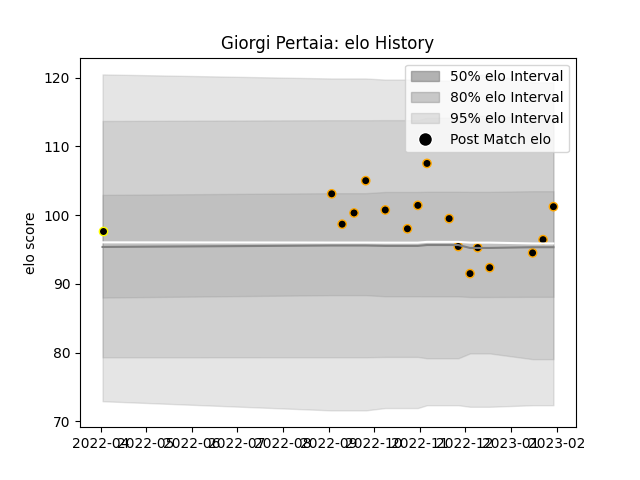 Giorgi Pertaia: elo History
120
110
100
90
80
70
elo score
50% elo Interval
80% elo Interval
95% elo Interval
Post Match elo
2022-04 2022-05 2022-06 2022-07 2022-08 2022-09 2022-10 2022-11 2022-12 2023-01 2023-02